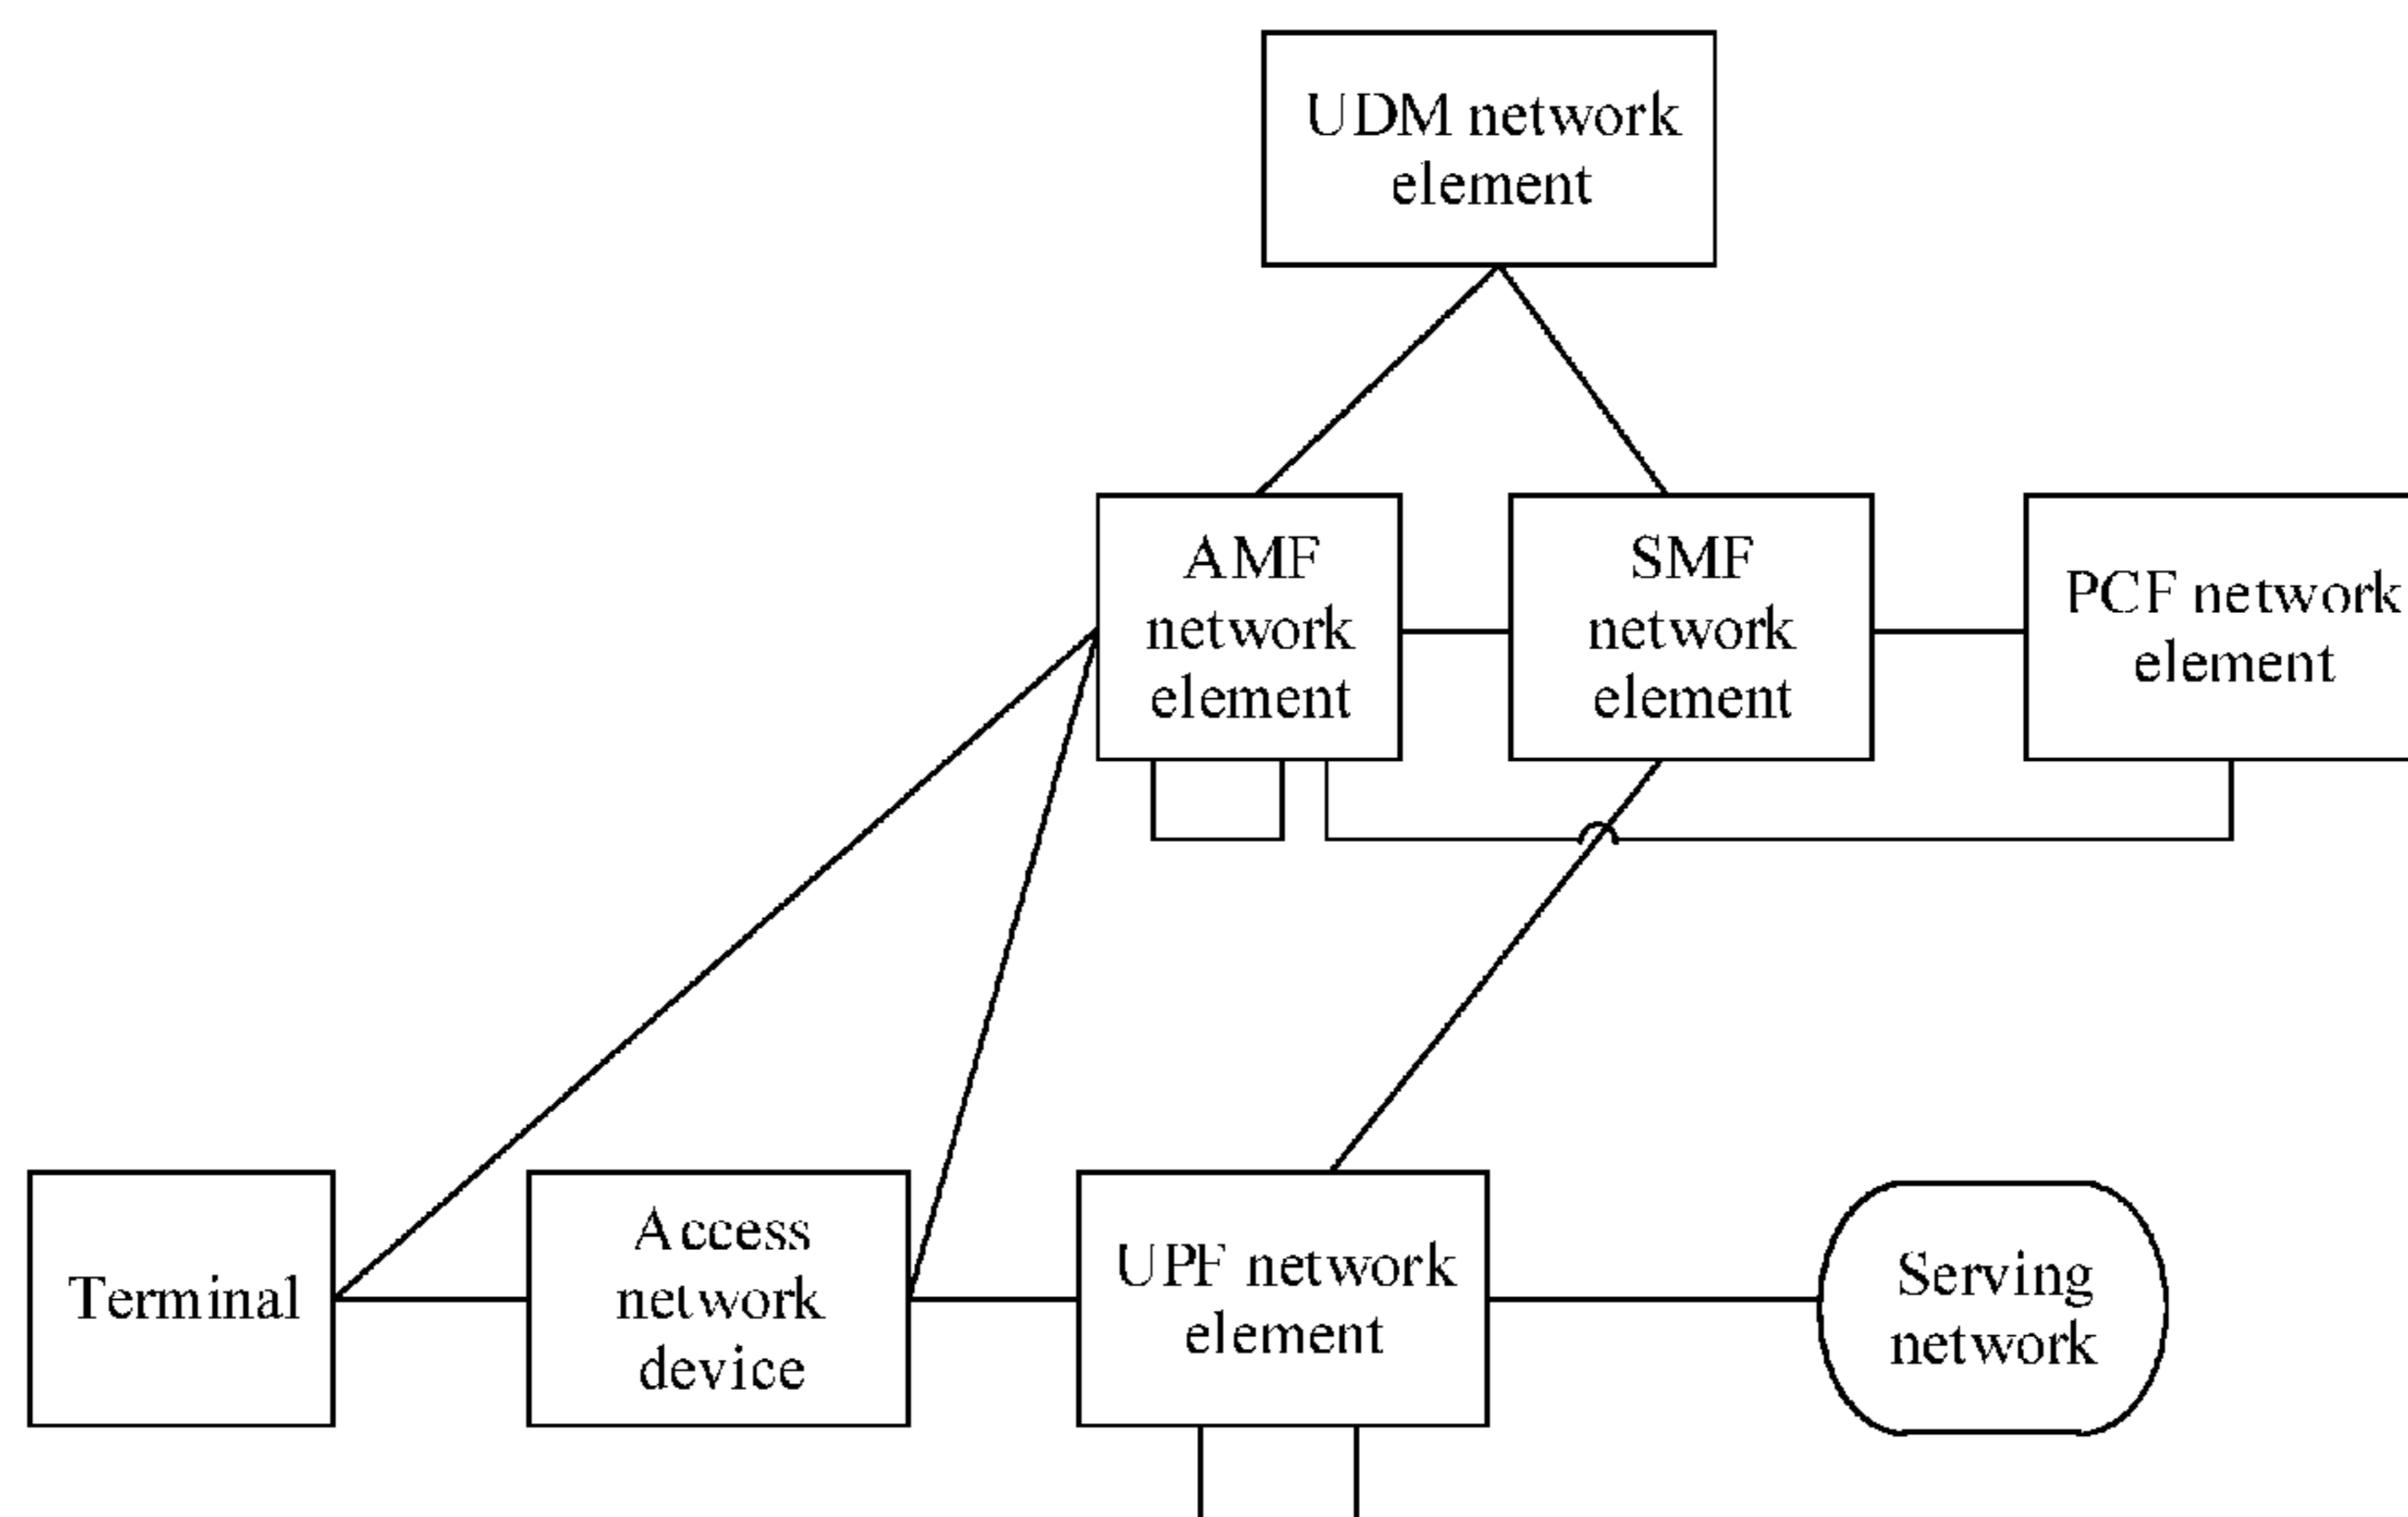 UDM network
element
AMF
network
element
SMF
network
element
PCF network
element
Terminal
Access
network
device
UPF network
element
Serving
network